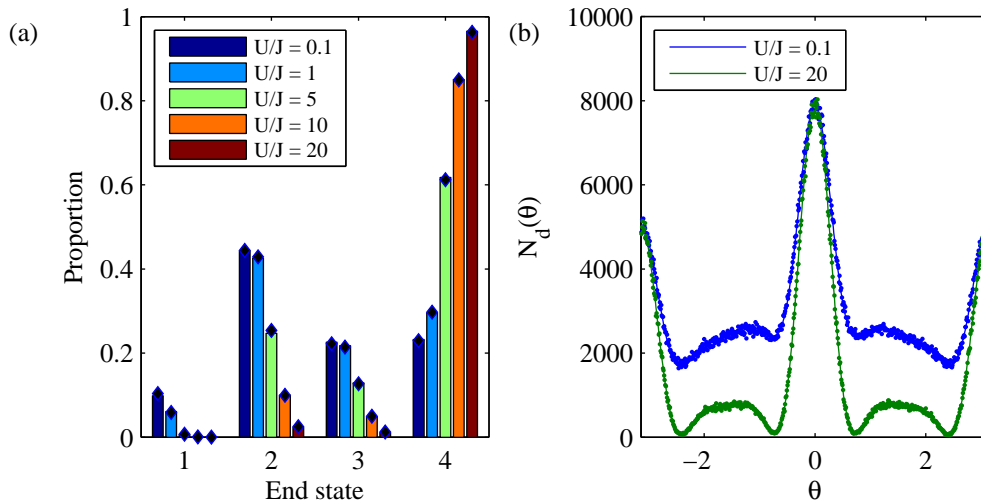 (a)
1
0.8
0.6
0.4
0.2
0
Proportion
U/J = 0.1
U/J = 1
U/J = 5
U/J = 10
U/J = 20
1 2 3 4
End state
(b)
10000
8000
6000
4000
2000
0
N_d(θ)
U/J = 0.1
U/J = 20
−2 0 2
θ